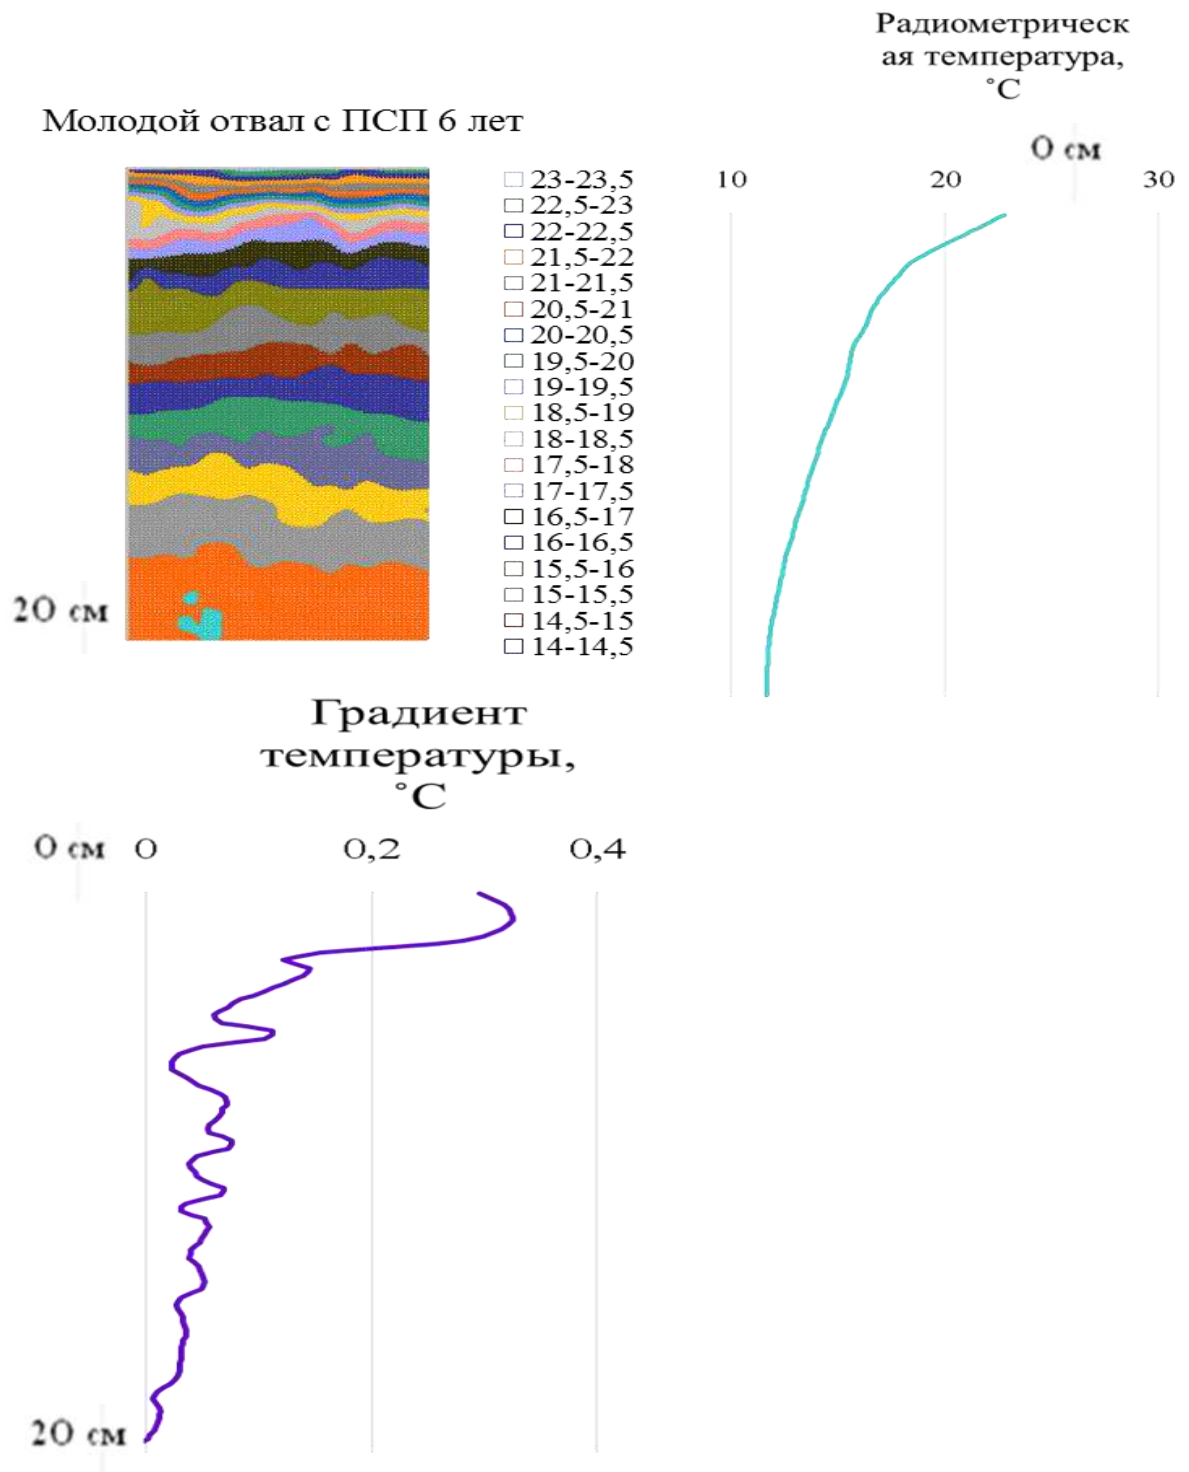 Радиометрическ
ая температура,
˚С
Молодой отвал с ПСП 6 лет
0 см
10 20 30
23-23,5
22,5-23
22-22,5
21,5-22
21-21,5
20,5-21
20-20,5
19,5-20
19-19,5
18,5-19
18-18,5
17,5-18
17-17,5
16,5-17
16-16,5
15,5-16
15-15,5
14,5-15
14-14,5
20 см
Градиент
температуры,
˚С
0 см 0 0,2 0,4
20 см